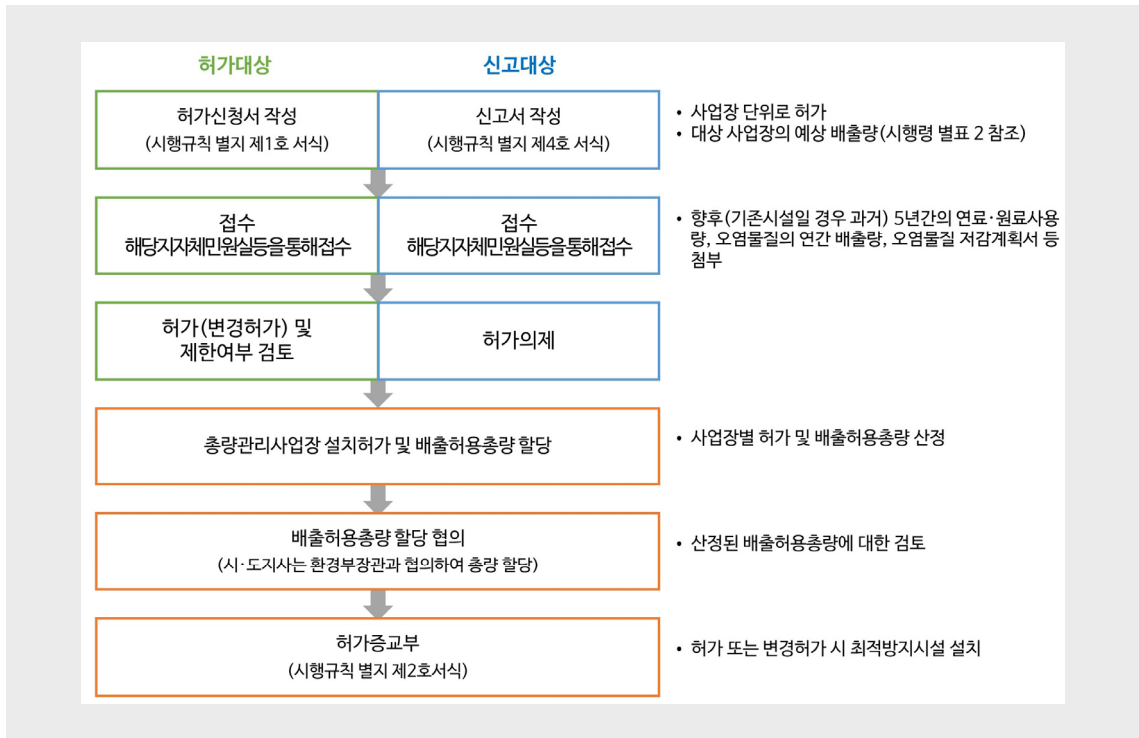 허가대상
신고대상
허가신청서 작성
(시행규칙 별지 제1호 서식)
신고서 작성
(시행규칙 별지 제4호 서식)
• 사업장 단위로 허가
• 대상 사업장의 예상 배출량(시행령 별표 2 참조)
접수
해당지자체민원실등을통해접수
접수
해당지자체민원실등을통해접수
• 향후(기존시설일 경우 과거) 5년간의 연료·원료사용
량, 오염물질의 연간 배출량, 오염물질 저감계획서 등
첨부
허가(변경허가) 및
제한여부 검토
허가의제
총량관리사업장 설치허가 및 배출허용총량 할당
• 사업장별 허가 및 배출허용총량 산정
배출허용총량 할당 협의
(시·도지사는 환경부장관과 협의하여 총량 할당)
• 산정된 배출허용총량에 대한 검토
허가증교부
(시행규칙 별지 제2호서식)
• 허가 또는 변경허가 시 최적방지시설 설치